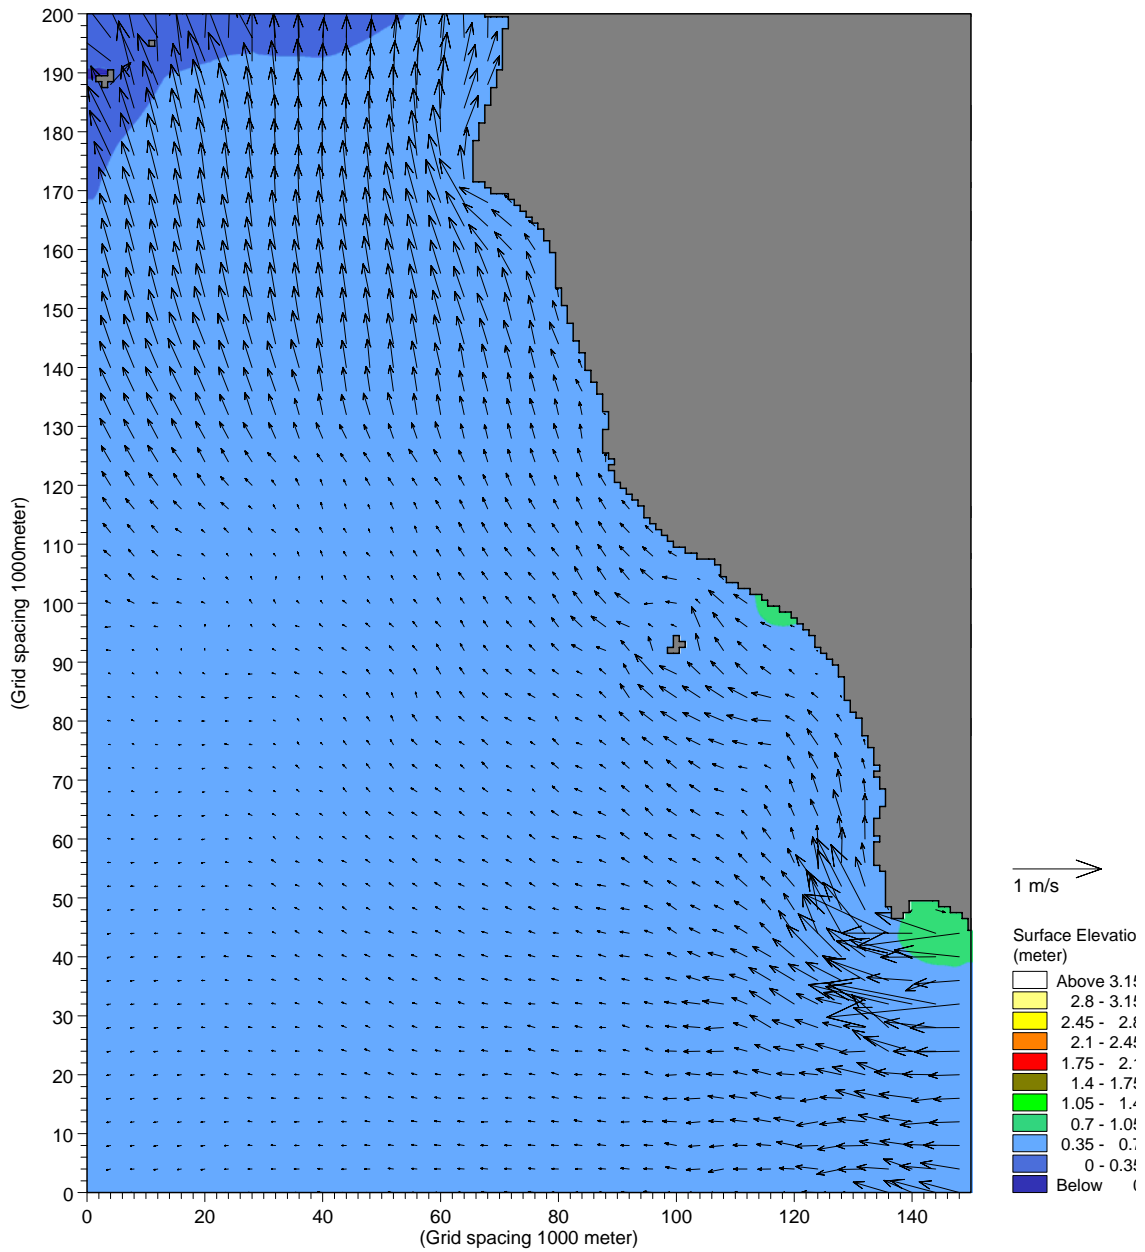 200
190
180
170
160
150
140
130
120
110
100
90
80
70
60
50
40
30
20
10
0
(Grid spacing 1000meter)
0 20 40 60 80 100 120 140
(Grid spacing 1000 meter)
1 m/s
Surface Elevatio
(meter)
Above 3.15
2.8 - 3.15
2.45 - 2.8
2.1 - 2.45
1.75 - 2.1
1.4 - 1.75
1.05 - 1.4
0.7 - 1.05
0.35 - 0.7
0 - 0.35
Below 0